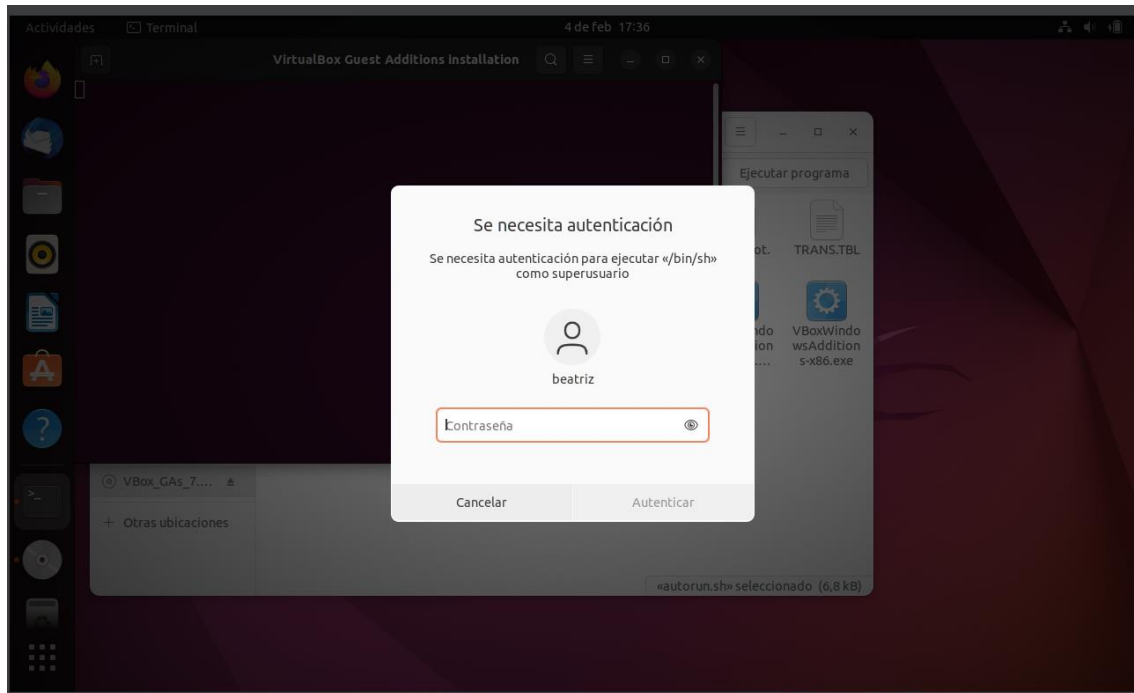 Actividades
Terminal
4 de feb 17:36
VirtualBox Guest Additions installation
Ejecutar programa
ot.
TRANS.TBL
ndo
ion
....
VBoxWindo
wsAddition
s-x86.exe
Se necesita autenticación
Se necesita autenticación para ejecutar «/bin/sh»
como superusuario
beatriz
Contraseña
Cancelar
Autenticar
VBox_GAs_7....
+ Otras ubicaciones
«autorun.sh» seleccionado (6,8 kB)